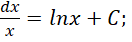 dx/x = lnx + C;